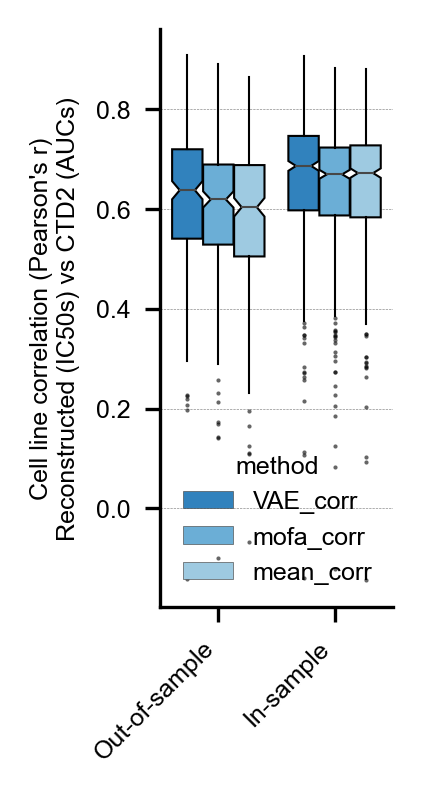 Cell line correlation (Pearson's r)
Reconstructed (IC50s) vs CTD2 (AUCs)
0.8
0.6
0.4
0.2
0.0
method
VAE_corr
mofa_corr
mean_corr
Out-of-sample
In-sample